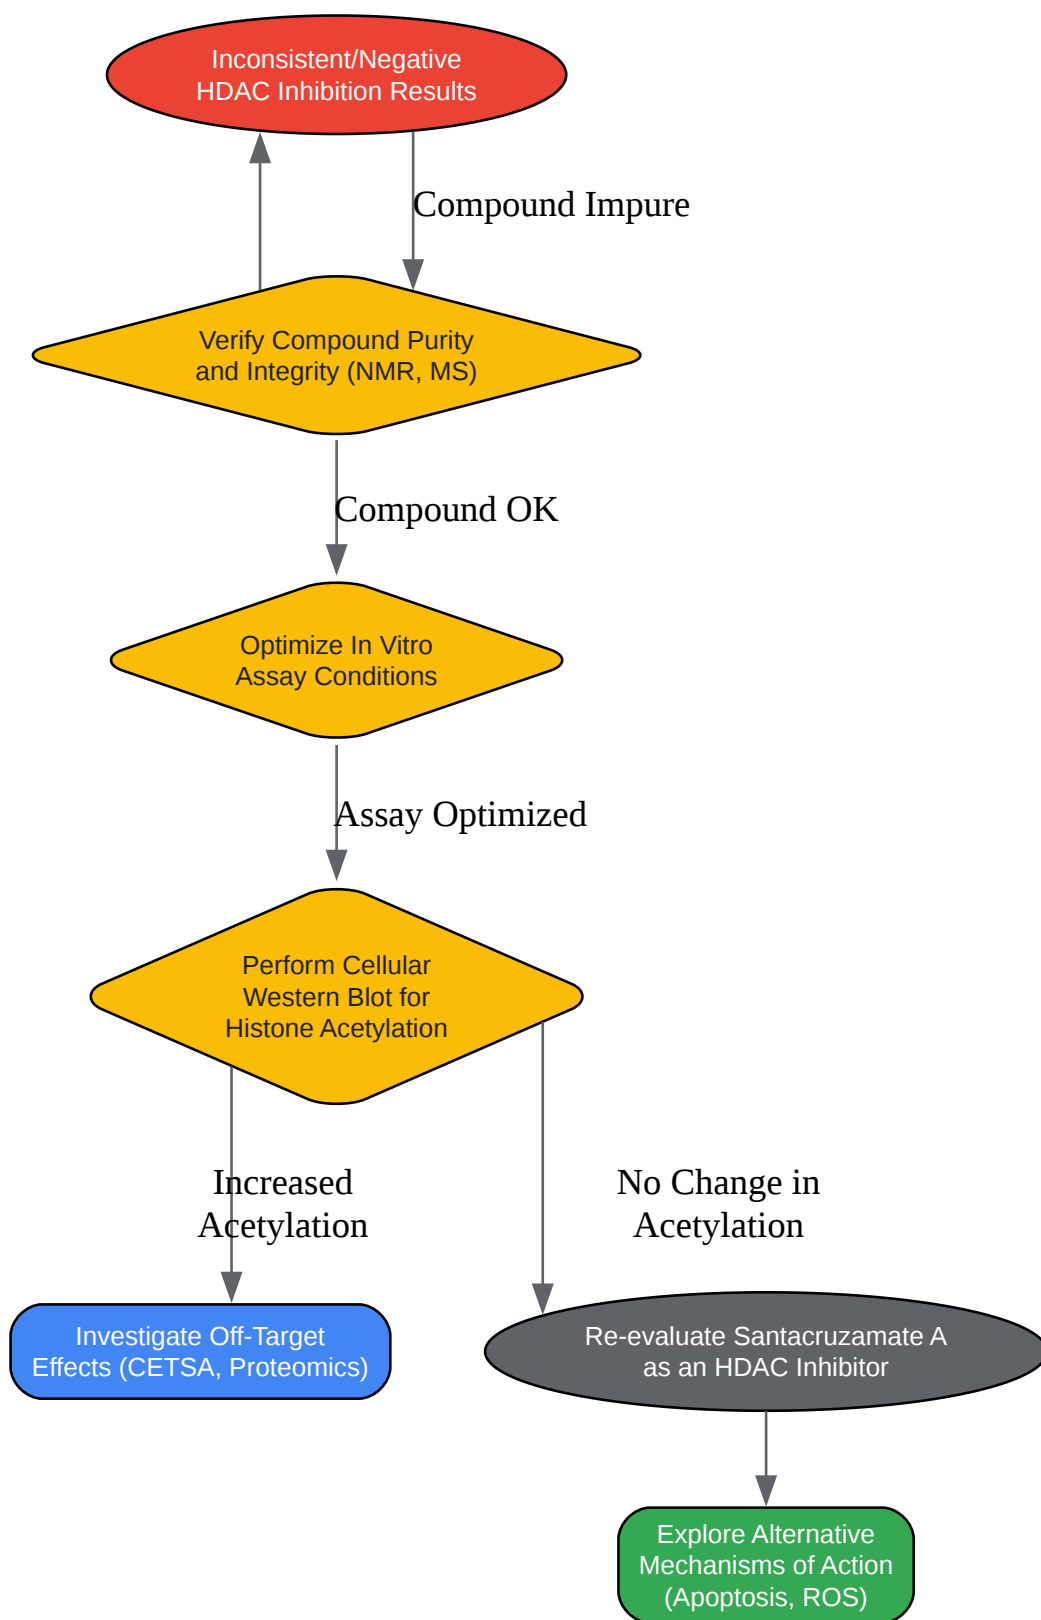 Inconsistent/Negative
HDAC Inhibition Results
Compound Impure
Verify Compound Purity
and Integrity (NMR, MS)
Compound OK
Optimize In Vitro
Assay Conditions
Assay Optimized
Perform Cellular
Western Blot for
Histone Acetylation
Increased
Acetylation
No Change in
Acetylation
Investigate Off-Target
Effects (CETSA, Proteomics)
Re-evaluate Santacruzamate A
as an HDAC Inhibitor
Explore Alternative
Mechanisms of Action
(Apoptosis, ROS)